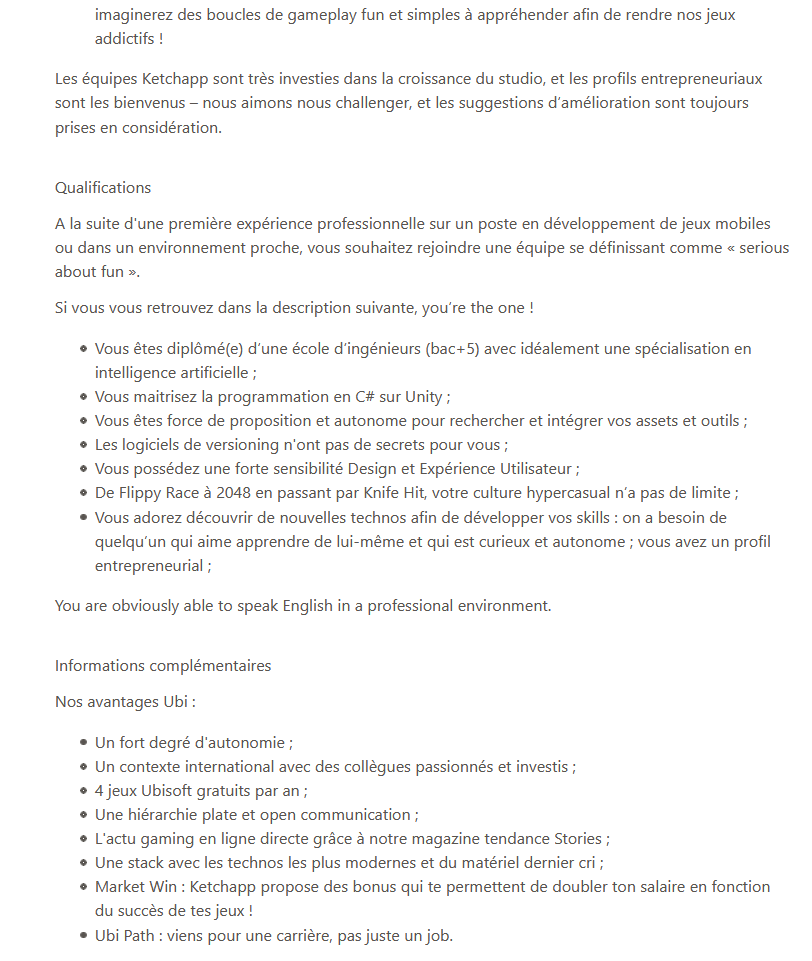 imaginerez des boucles de gameplay fun et simples à appréhender afin de rendre nos jeux
addictifs !
Les équipes Ketchapp sont très investies dans la croissance du studio, et les profils entrepreneuriaux
sont les bienvenus – nous aimons nous challenger, et les suggestions d’amélioration sont toujours
prises en considération.
Qualifications
A la suite d'une première expérience professionnelle sur un poste en développement de jeux mobiles
ou dans un environnement proche, vous souhaitez rejoindre une équipe se définissant comme « serious
about fun ».
Si vous vous retrouvez dans la description suivante, you’re the one !
• Vous êtes diplômé(e) d’une école d’ingénieurs (bac+5) avec idéalement une spécialisation en
intelligence artificielle ;
• Vous maitrisez la programmation en C# sur Unity ;
• Vous êtes force de proposition et autonome pour rechercher et intégrer vos assets et outils ;
• Les logiciels de versioning n'ont pas de secrets pour vous ;
• Vous possédez une forte sensibilité Design et Expérience Utilisateur ;
• De Flippy Race à 2048 en passant par Knife Hit, votre culture hypercasual n’a pas de limite ;
• Vous adorez découvrir de nouvelles technos afin de développer vos skills : on a besoin de
quelqu’un qui aime apprendre de lui-même et qui est curieux et autonome ; vous avez un profil
entrepreneurial ;
You are obviously able to speak English in a professional environment.
Informations complémentaires
Nos avantages Ubi :
• Un fort degré d'autonomie ;
• Un contexte international avec des collègues passionnés et investis ;
• 4 jeux Ubisoft gratuits par an ;
• Une hiérarchie plate et open communication ;
• L'actu gaming en ligne directe grâce à notre magazine tendance Stories ;
• Une stack avec les technos les plus modernes et du matériel dernier cri ;
• Market Win : Ketchapp propose des bonus qui te permettent de doubler ton salaire en fonction
du succès de tes jeux !
• Ubi Path : viens pour une carrière, pas juste un job.